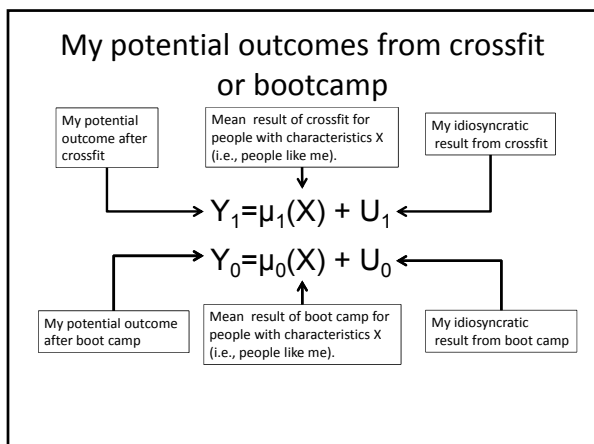 My potential outcomes from crossfit
or bootcamp
My potential
outcome after
crossfit
Mean result of crossfit for
people with characteristics X
(i.e., people like me).
My idiosyncratic
result from crossfit
Y₁=μ₁(X) + U₁
Y₀=μ₀(X) + U₀
My potential outcome
after boot camp
Mean result of boot camp for
people with characteristics X
(i.e., people like me).
My idiosyncratic
result from boot camp